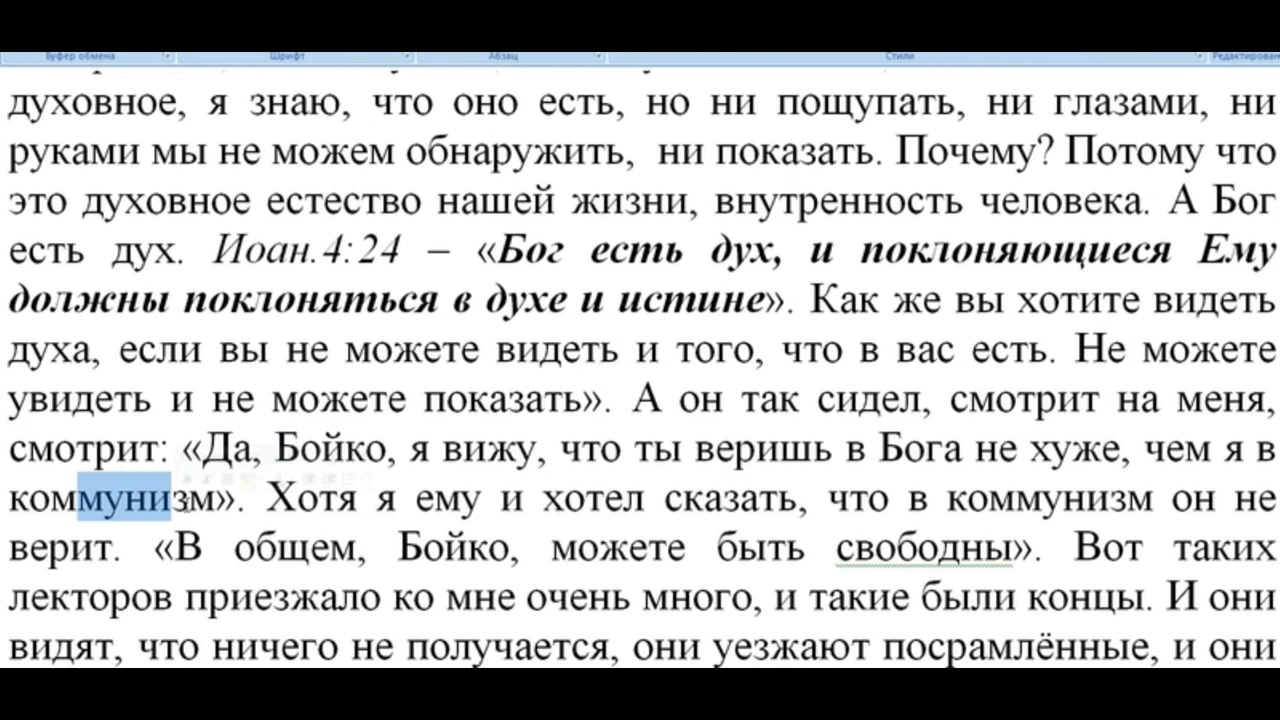 Буфер обмена Шрифт Абзац Стили
духовное, я знаю, что оно есть, но ни пощупать, ни глазами, ни
руками мы не можем обнаружить, ни показать. Почему? Потому что
это духовное естество нашей жизни, внутренность человека. А Бог
есть дух. Иоан.4:24 – «Бог есть дух, и поклоняющиеся Ему
должны поклоняться в духе и истине». Как же вы хотите видеть
духа, если вы не можете видеть и того, что в вас есть. Не можете
увидеть и не можете показать». А он так сидел, смотрит на меня,
смотрит: «Да, Бойко, я вижу, что ты веришь в Бога не хуже, чем я в
коммунизм». Хотя я ему и хотел сказать, что в коммунизм он не
верит. «В общем, Бойко, можете быть свободны». Вот таких
лекторов приезжало ко мне очень много, и такие были концы. И они
видят, что ничего не получается, они уезжают посрамлённые, и они